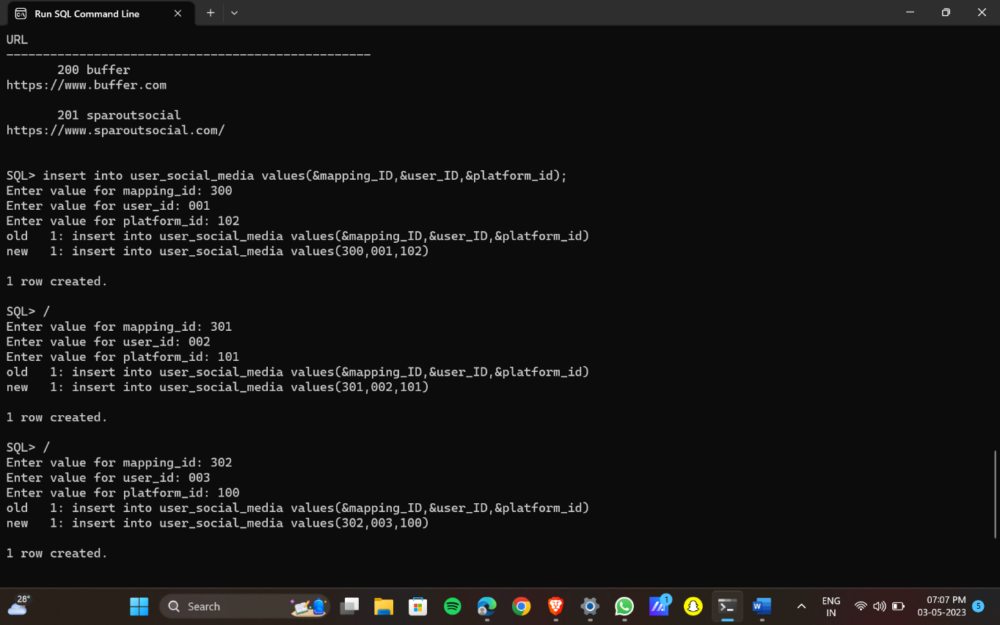 Run SQL Command Line
URL
--------------------------------------------------
200 buffer
https://www.buffer.com
201 sparoutsocial
https://www.sparoutsocial.com/
SQL> insert into user_social_media values(&mapping_ID,&user_ID,&platform_id);
Enter value for mapping_id: 300
Enter value for user_id: 001
Enter value for platform_id: 102
old   1: insert into user_social_media values(&mapping_ID,&user_ID,&platform_id)
new   1: insert into user_social_media values(300,001,102)
1 row created.
SQL> /
Enter value for mapping_id: 301
Enter value for user_id: 002
Enter value for platform_id: 101
old   1: insert into user_social_media values(&mapping_ID,&user_ID,&platform_id)
new   1: insert into user_social_media values(301,002,101)
1 row created.
SQL> /
Enter value for mapping_id: 302
Enter value for user_id: 003
Enter value for platform_id: 100
old   1: insert into user_social_media values(&mapping_ID,&user_ID,&platform_id)
new   1: insert into user_social_media values(302,003,100)
1 row created.
28°
Search
1
W
ENG
IN
07:07 PM
03-05-2023
5